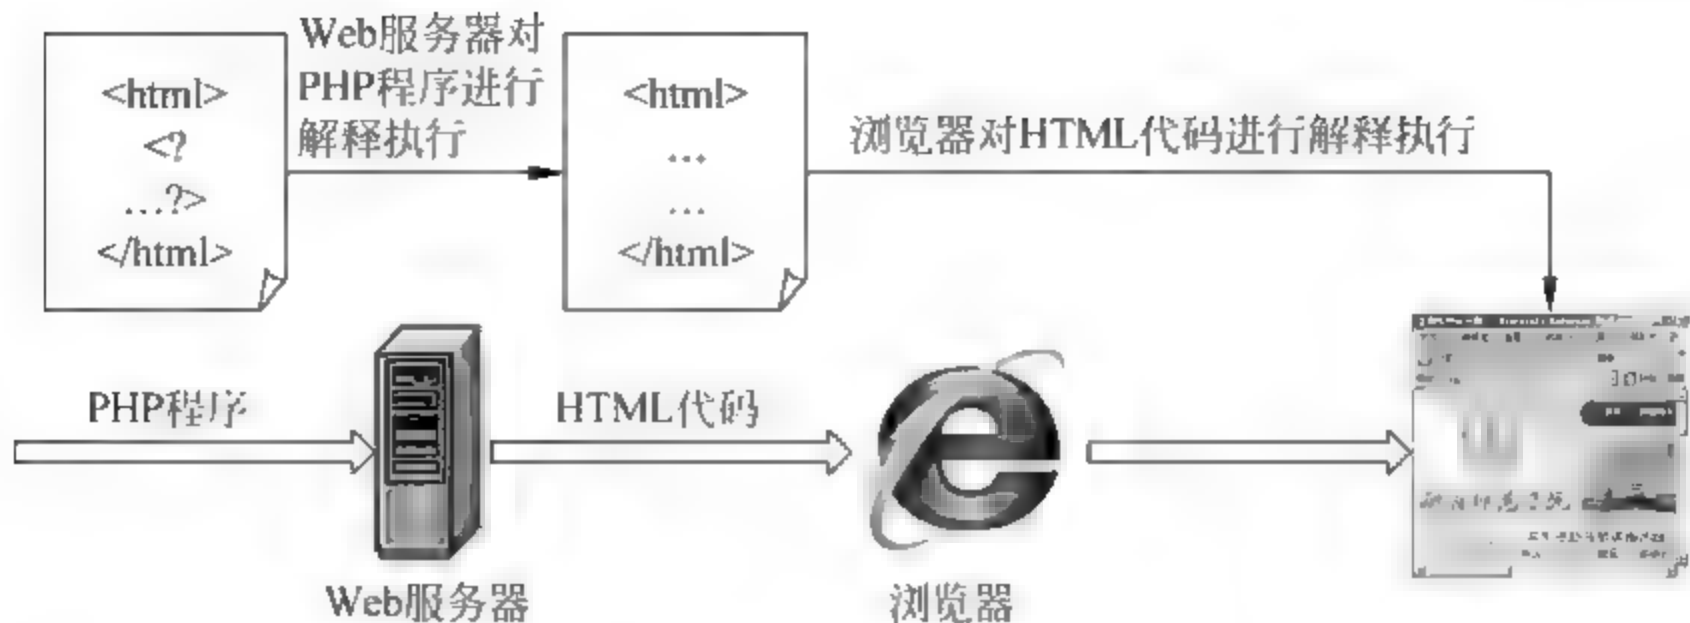 <html>
<?
...?>
</html>
Web服务器对
PHP程序进行
解释执行
<html>
...
...
</html>
浏览器对HTML代码进行解释执行
PHP程序
HTML代码
Web服务器
浏览器